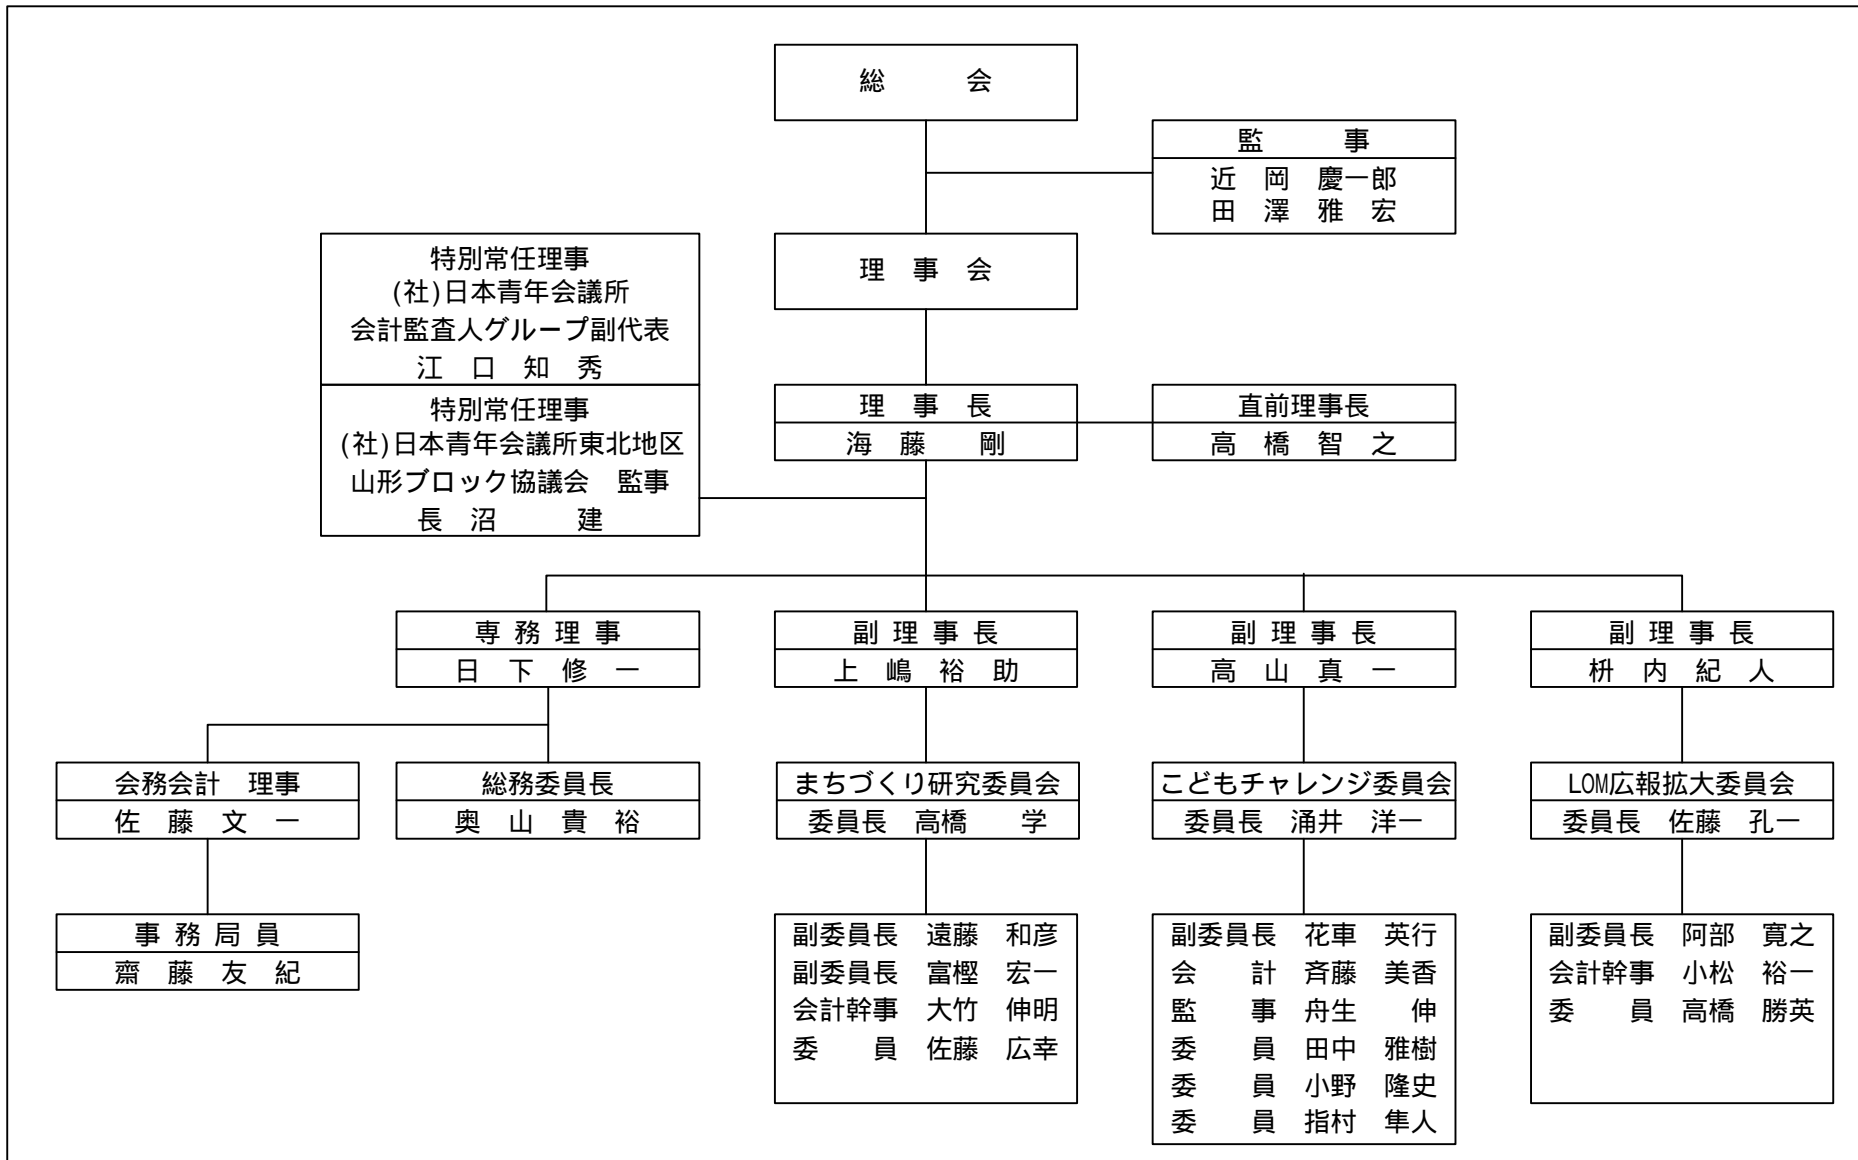 総　　　会
監　　　事
近　岡　慶一郎
田　澤　雅　宏
理　事　会
特別常任理事
(社)日本青年会議所
会計監査人グループ副代表
江　口　知　秀
特別常任理事
(社)日本青年会議所東北地区
山形ブロック協議会　監事
長　沼　　　建
理　事　長
海　藤　　剛
直前理事長
高　橋　智　之
専 務 理 事
日　下　修　一
副 理 事 長
上　嶋　裕　助
副 理 事 長
高　山　真　一
副 理 事 長
枡　内　紀　人
会務会計　理事
佐　藤　文　一
総務委員長
奥　山　貴　裕
まちづくり研究委員会
委員長　高橋　　学
こどもチャレンジ委員会
委員長　涌井　洋一
LOM広報拡大委員会
委員長　佐藤　孔一
事 務 局 員
齋　藤　友　紀
副委員長　遠藤　和彦
副委員長　富樫　宏一
会計幹事　大竹　伸明
委　　員　佐藤　広幸
副委員長　花車　英行
会　　計　斉藤　美香
監　　事　舟生　　伸
委　　員　田中　雅樹
委　　員　小野　隆史
委　　員　指村　隼人
副委員長　阿部　寛之
会計幹事　小松　裕一
委　　員　高橋　勝英